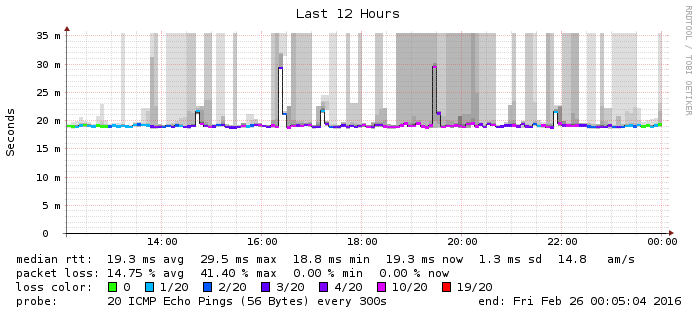 Last 12 Hours
RRDTOOL / TOBI OETIKER
Seconds
35 m
30 m
25 m
20 m
15 m
10 m
5 m
0
14:00 16:00 18:00 20:00 22:00 00:00
median rtt: 19.3 ms avg 29.5 ms max 18.8 ms min 19.3 ms now 1.3 ms sd 14.8 am/s
packet loss: 14.75 % avg 41.40 % max 0.00 % min 0.00 % now
loss color: 0 1/20 2/20 3/20 4/20 10/20 19/20
probe: 20 ICMP Echo Pings (56 Bytes) every 300s end: Fri Feb 26 00:05:04 2016